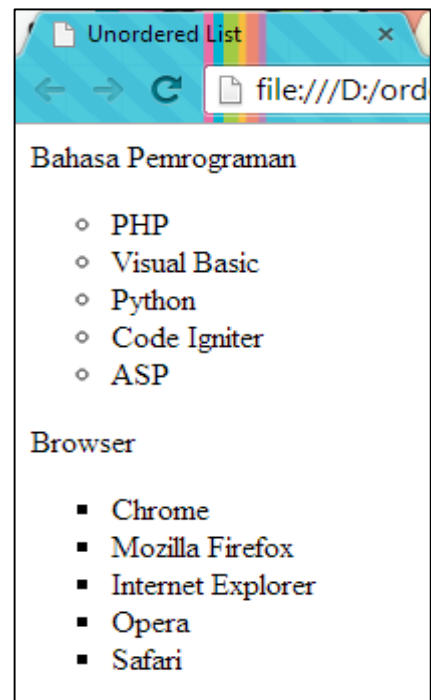 Unordered List
file:///D:/ord
Bahasa Pemrograman
PHP
Visual Basic
Python
Code Igniter
ASP
Browser
Chrome
Mozilla Firefox
Internet Explorer
Opera
Safari